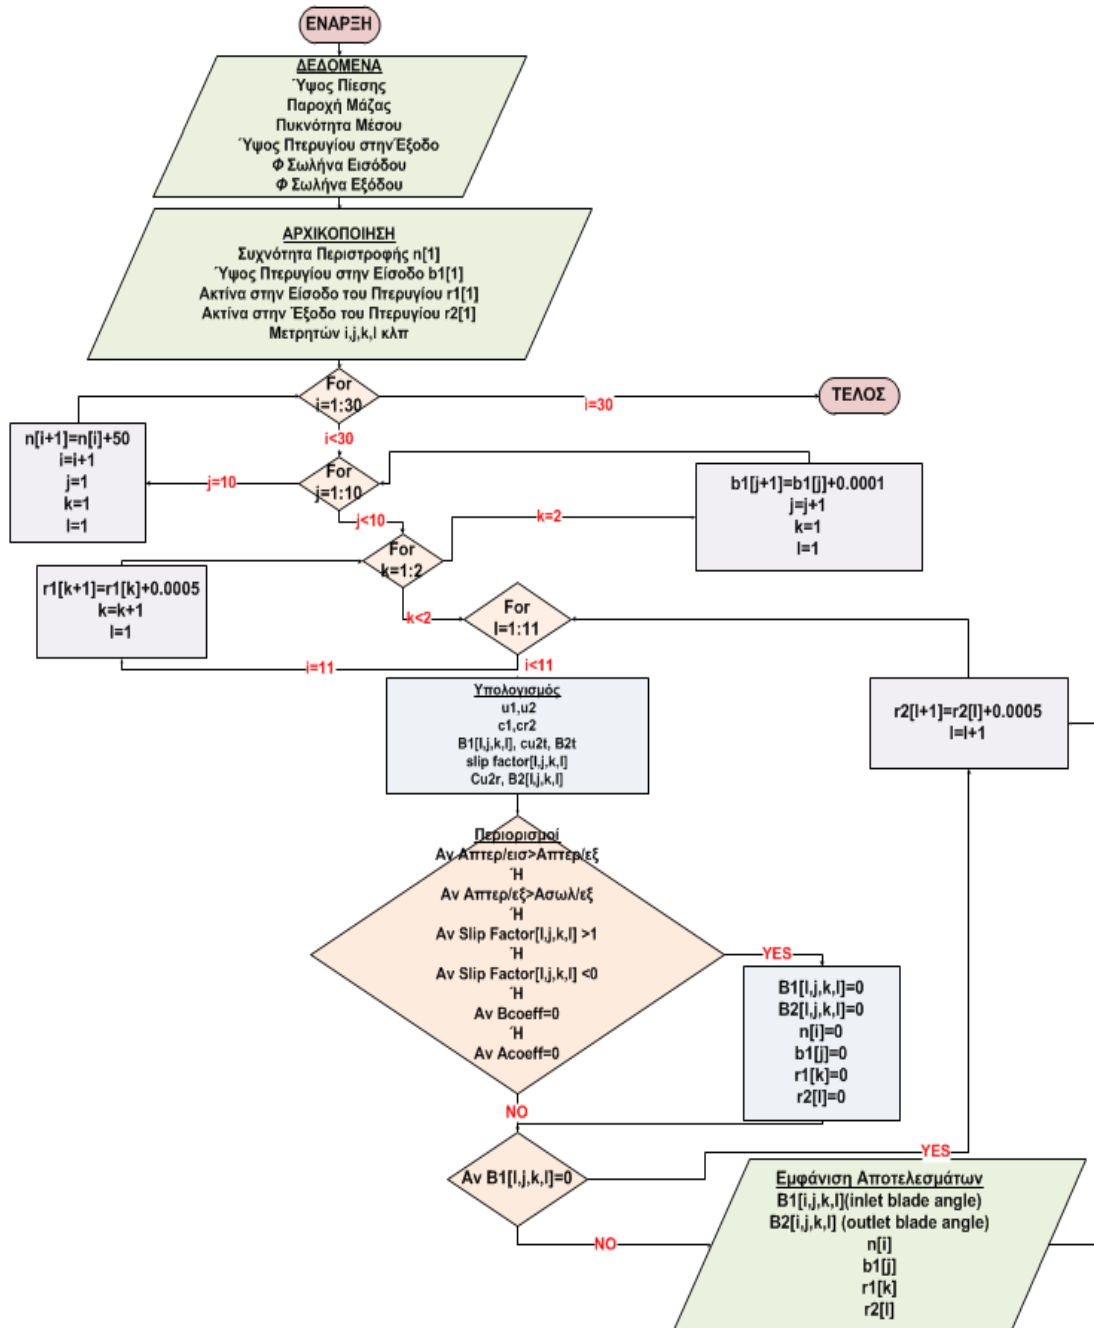 ΕΝΑΡΞΗ
ΔΕΔΟΜΕΝΑ
Ύψος Πίεσης
Παροχή Μάζας
Πυκνότητα Μέσου
Ύψος Πτερυγίου στηνΈξοδο
Φ Σωλήνα Εισόδου
Φ Σωλήνα Εξόδου
ΑΡΧΙΚΟΠΟΙΗΣΗ
Συχνότητα Περιστροφής n[1]
Ύψος Πτερυγίου στην Είσοδο b1[1]
Ακτίνα στην Είσοδο του Πτερυγίου r1[1]
Ακτίνα στην Έξοδο του Πτερυγίου r2[1]
Μετρητών i,j,k,l κλπ
For
i=1:30
i=30
ΤΕΛΟΣ
i<30
n[i+1]=n[i]+50
i=i+1
j=1
k=1
l=1
j=10
For
j=1:10
j<10
k=2
b1[j+1]=b1[j]+0.0001
j=j+1
k=1
l=1
For
k=1:2
r1[k+1]=r1[k]+0.0005
k=k+1
l=1
k<2
For
l=1:11
i=11
i<11
Υπολογισμός
u1,u2
c1,cr2
B1[l,j,k,l], cu2t, B2t
slip factor[l,j,k,l]
Cu2r, B2[l,j,k,l]
r2[l+1]=r2[l]+0.0005
l=l+1
Περιορισμοί
Αν Απτερ/εισ>Απτερ/εξ
Ή
Αν Απτερ/εξ>Ασωλ/εξ
Ή
Αν Slip Factor[l,j,k,l] >1
Ή
Αν Slip Factor[l,j,k,l] <0
Ή
Αν Bcoeff=0
Ή
Αν Acoeff=0
YES
B1[l,j,k,l]=0
B2[l,j,k,l]=0
n[i]=0
b1[j]=0
r1[k]=0
r2[l]=0
NO
Αν B1[l,j,k,l]=0
YES
NO
Εμφάνιση Αποτελεσμάτων
B1[i,j,k,l](inlet blade angle)
B2[i,j,k,l] (outlet blade angle)
n[i]
b1[j]
r1[k]
r2[l]